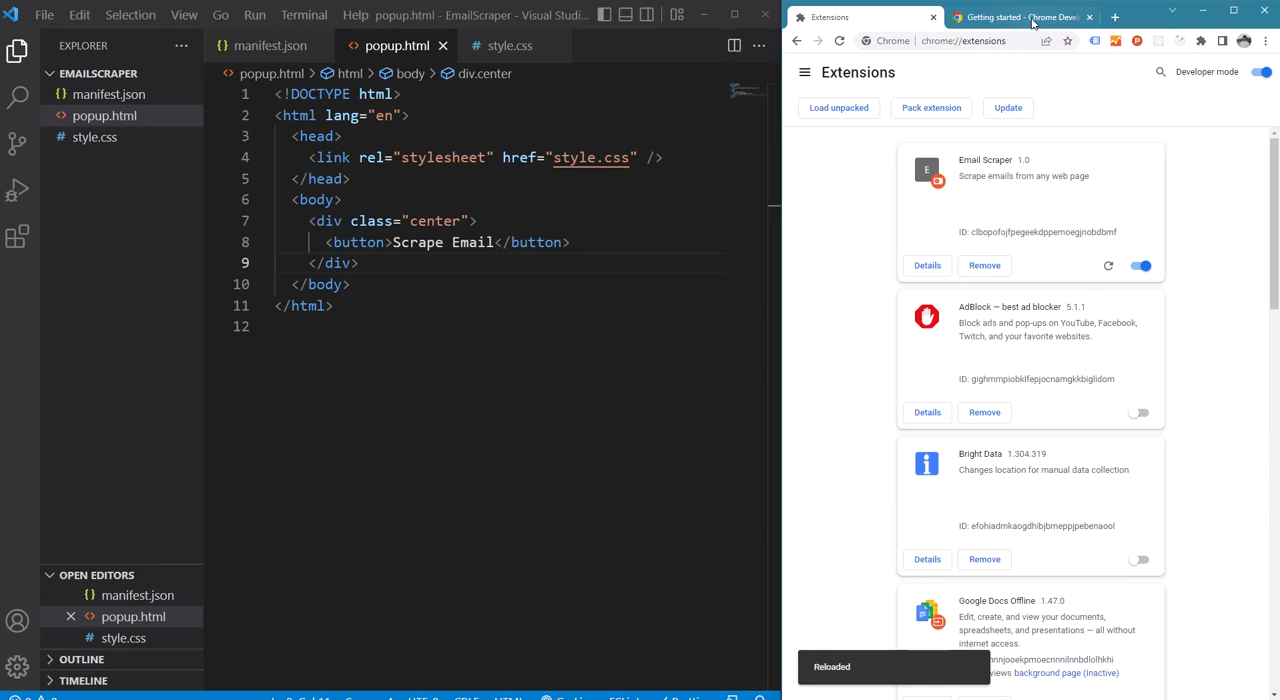 File Edit Selection View Go Run Terminal Help popup.html - EmailScraper - Visual Studi...
EXPLORER
EMAILSCRAPER
{} manifest.json
<> popup.html
# style.css
OPEN EDITORS
{} manifest.json
<> popup.html
# style.css
OUTLINE
TIMELINE
{} manifest.json <> popup.html # style.css
<> popup.html > html > body > div.center
1 <!DOCTYPE html>
2 <html lang="en">
3 <head>
4 <link rel="stylesheet" href="style.css" />
5 </head>
6 <body>
7 <div class="center">
8 <button>Scrape Email</button>
9 </div>
10 </body>
11 </html>
12
Extensions
Getting started - Chrome Devel
Chrome | chrome://extensions
Extensions
Developer mode
Load unpacked Pack extension Update
E
Email Scraper 1.0
Scrape emails from any web page
ID: clbopofojfpegeekdppemoegjnobdbmf
Details Remove
AdBlock — best ad blocker 5.1.1
Block ads and pop-ups on YouTube, Facebook,
Twitch, and your favorite websites.
ID: gighmmpiobklfepjocnamgkkbiglidom
Details Remove
Bright Data 1.304.319
Changes location for manual data collection
ID: efohiadmkaogdhibjbmeppjpebenaool
Details Remove
Google Docs Offline 1.47.0
Edit, create, and view your documents,
spreadsheets, and presentations — all without
internet access.
nnnjooekpmoecnnnilnnbdlolhkhi
views background page (Inactive)
Reloaded